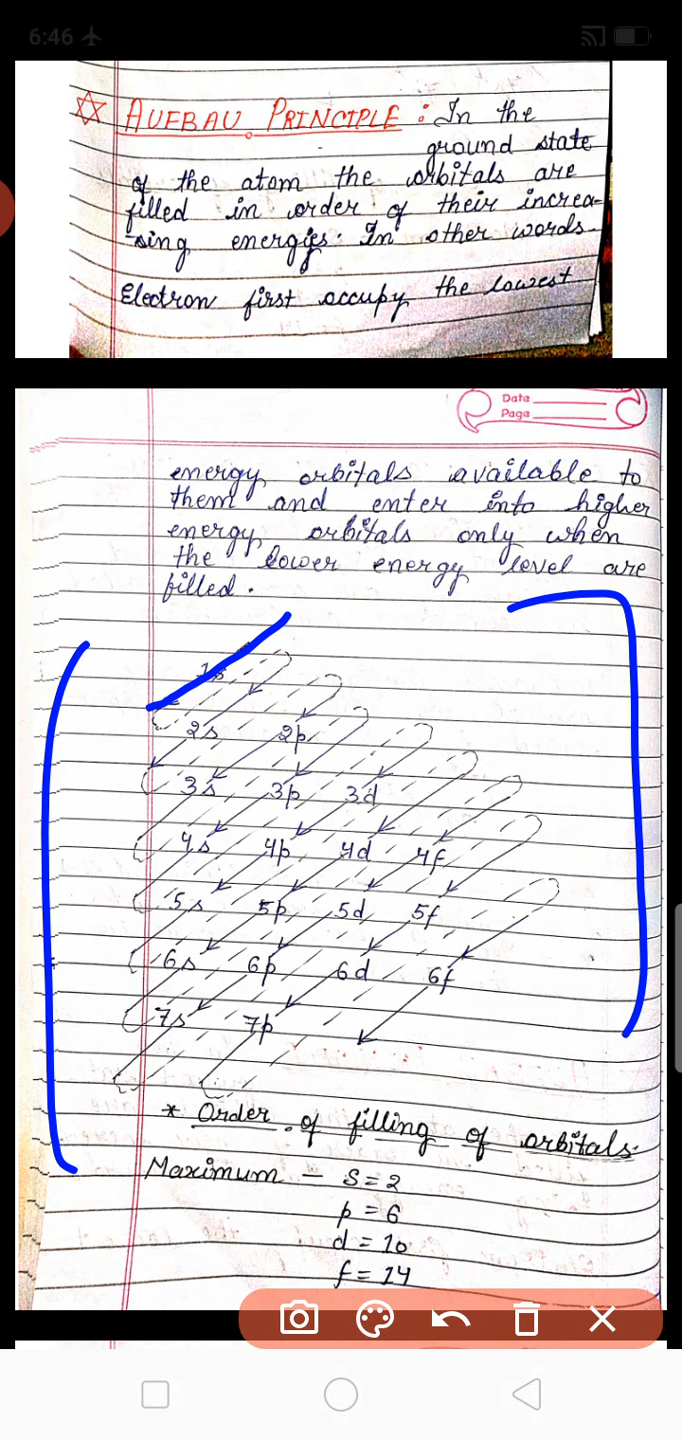 6:46
☆ AUFBAU PRINCIPLE : In the
ground state
of the atom the orbitals are
filled in order of their increa-
-sing energies. In other words.
Electron first occupy the lowest
Data
Paga
energy orbitals available to
them and enter into higher
energy orbitals only when
the lower energy level are
filled.
1s
2s 2p
3s 3p 3d
4s 4p 4d 4f
5s 5p 5d 5f
6s 6p 6d 6f
7s 7p
* Order of filling of orbitals.
Maximum - s = 2
p = 6
d = 10
f = 14